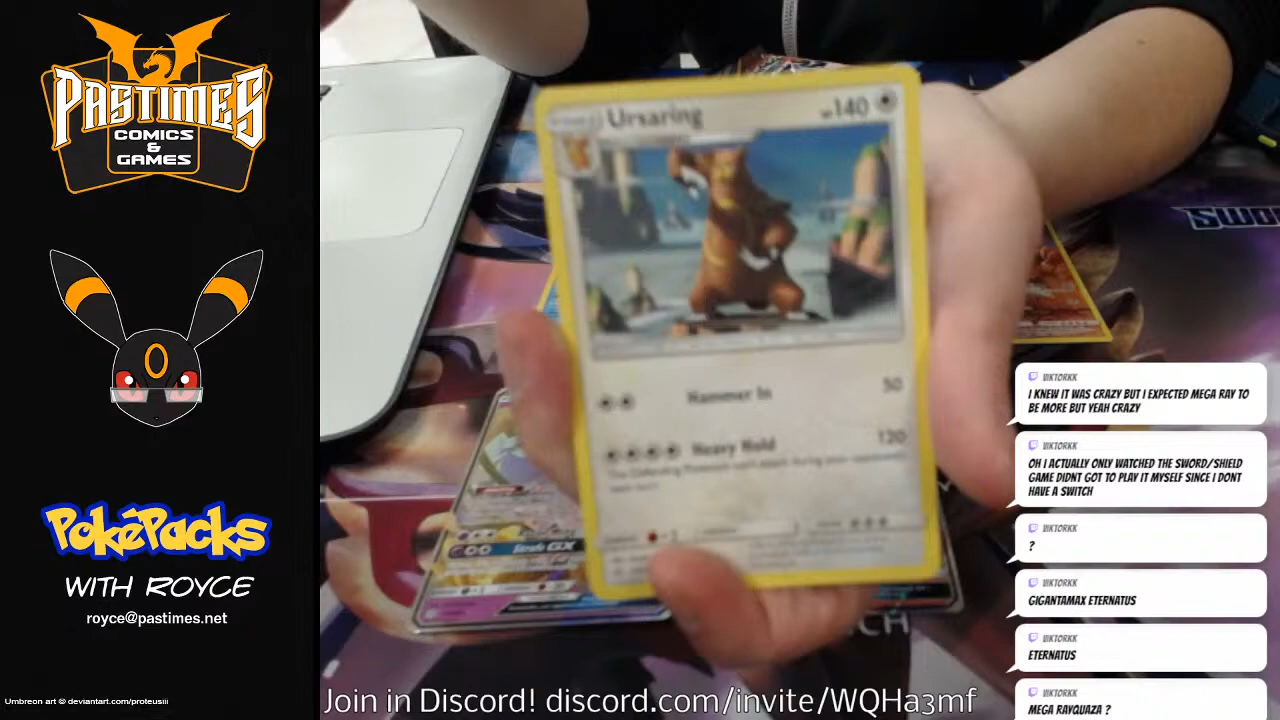 PASTIMES
COMICS
& GAMES
PokéPacks
WITH ROYCE
royce@pastimes.net
Umbreon art © deviantart.com/proteusiii
Ursaring
140
Hammer In 50
Heavy Hold 120
GX
SWO
CH
VIKTORKK
I KNEW IT WAS CRAZY BUT I EXPECTED MEGA RAY TO
BE MORE BUT YEAH CRAZY
VIKTORKK
OH I ACTUALLY ONLY WATCHED THE SWORD/SHIELD
GAME DIDNT GOT TO PLAY IT MYSELF SINCE I DONT
HAVE A SWITCH
VIKTORKK
?
VIKTORKK
GIGANTAMAX ETERNATUS
VIKTORKK
ETERNATUS
VIKTORKK
MEGA RAYQUAZA ?
Join in Discord! discord.com/invite/WQHa3mf